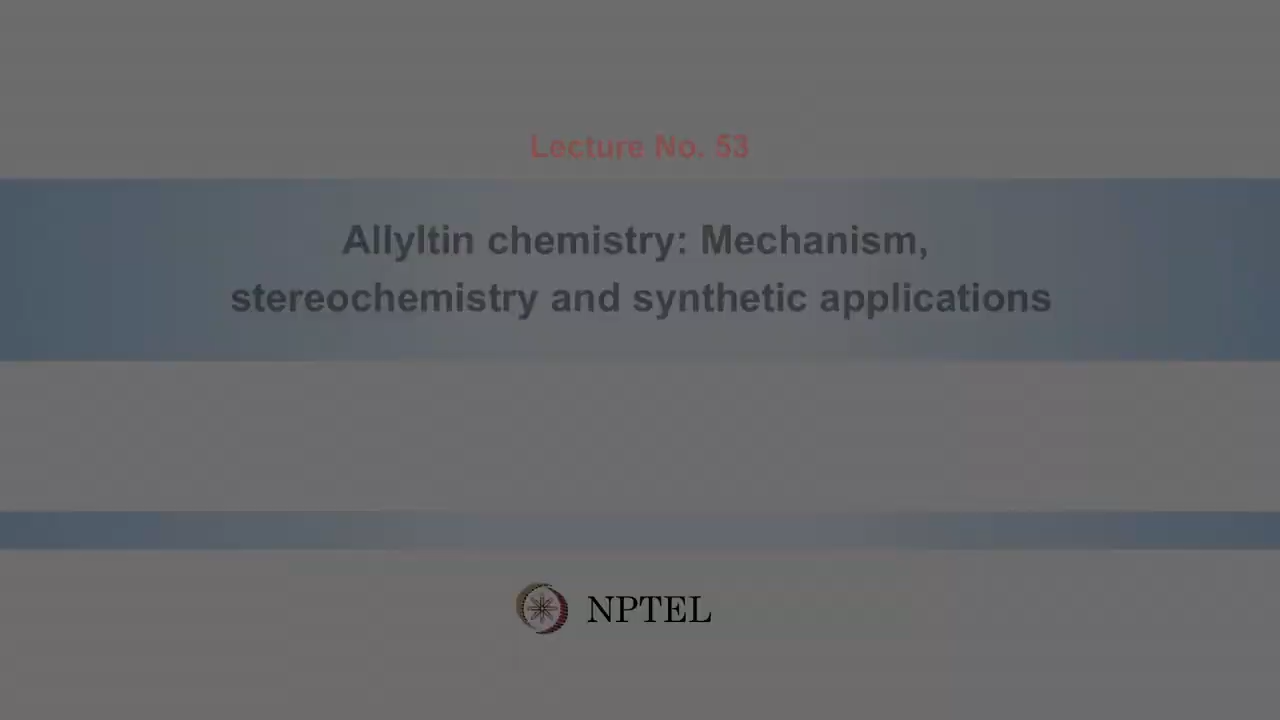 Lecture No. 53
Allyltin chemistry: Mechanism,
stereochemistry and synthetic applications
NPTEL